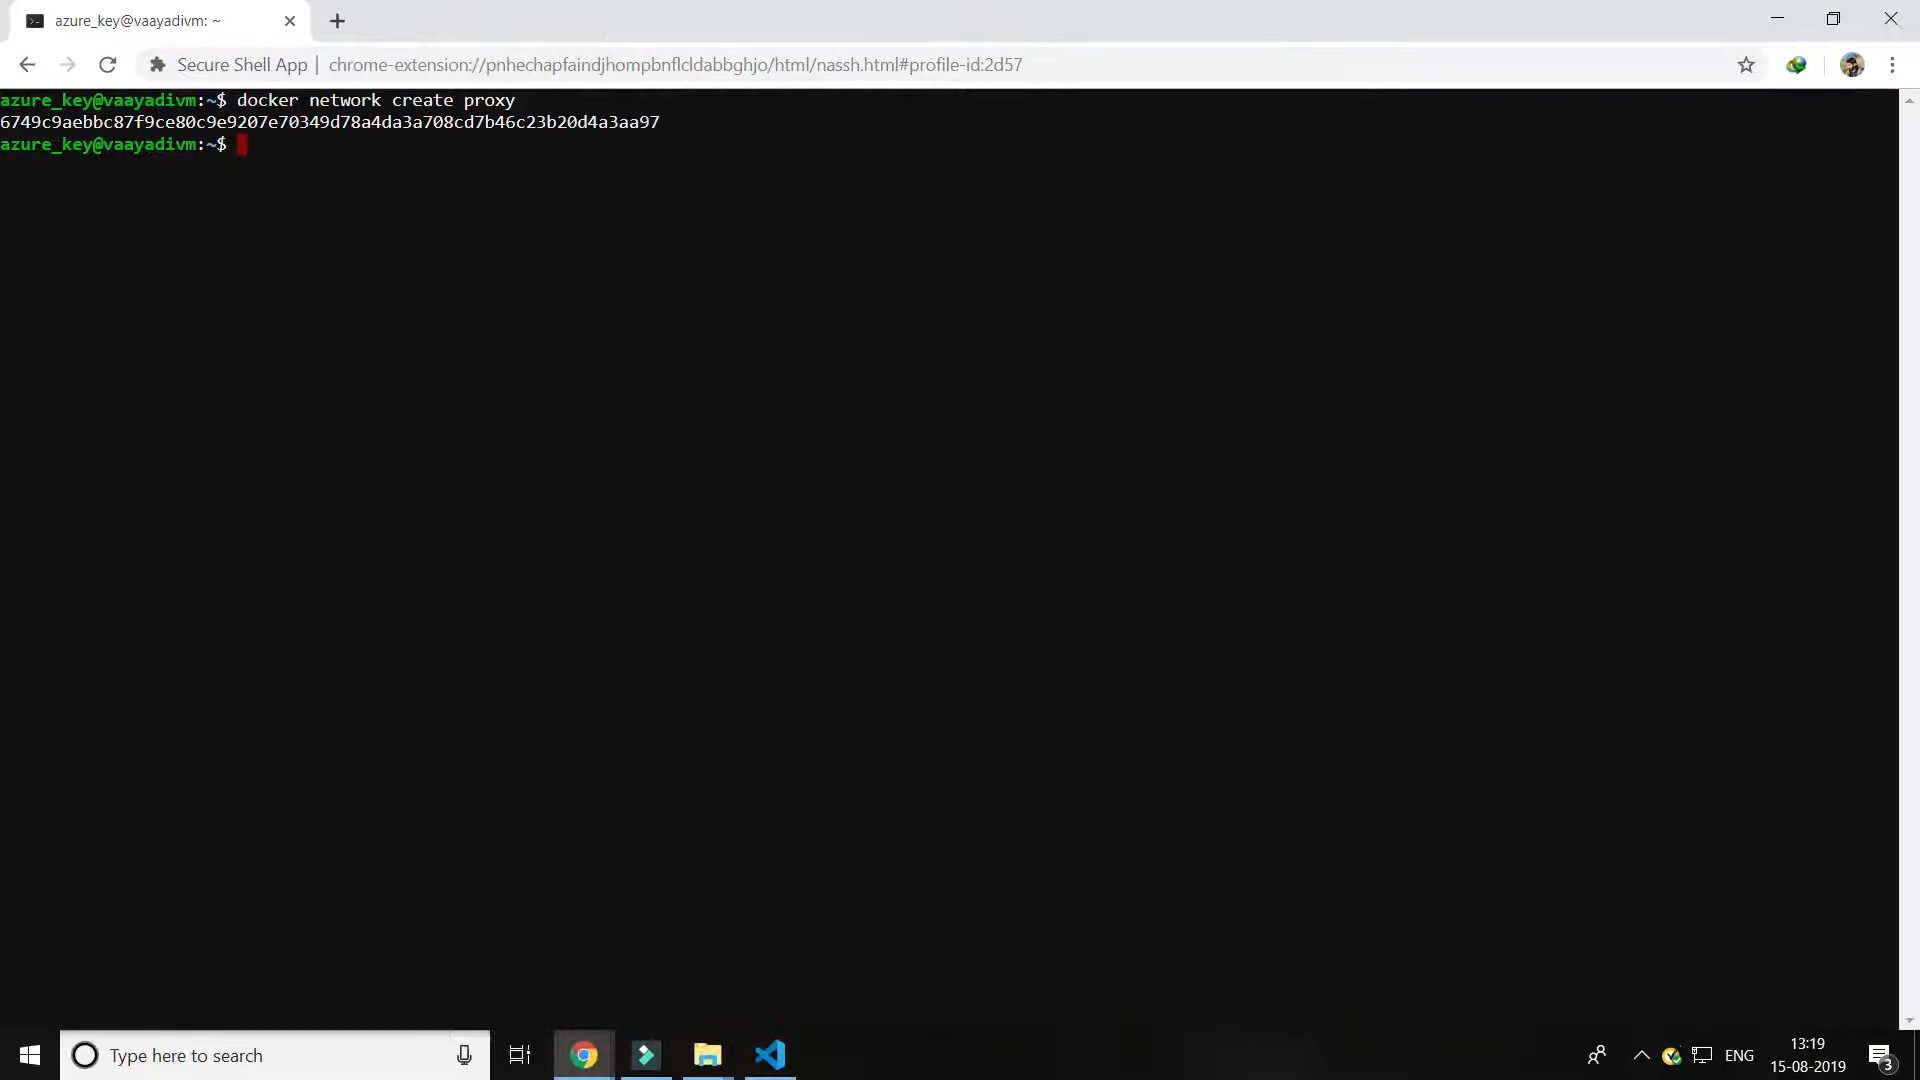 azure_key@vaayadivm: ~
Secure Shell App | chrome-extension://pnhechapfaindjhompbnflcldabbghjo/html/nassh.html#profile-id:2d57
azure_key@vaayadivm:~$ docker network create proxy
6749c9aebbc87f9ce80c9e9207e70349d78a4da3a708cd7b46c23b20d4a3aa97
azure_key@vaayadivm:~$
Type here to search
ENG
13:19
15-08-2019
3